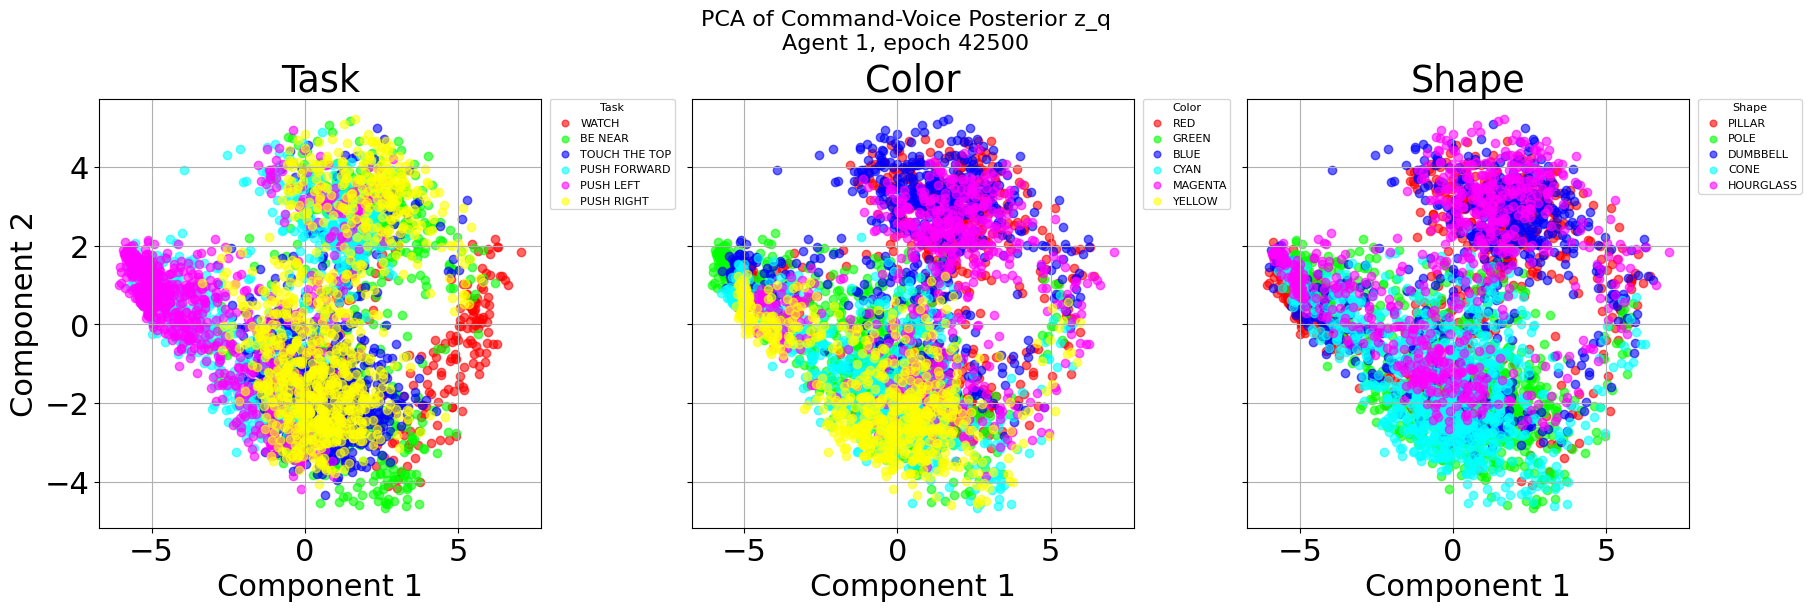 PCA of Command-Voice Posterior z_q
Agent 1, epoch 42500
Task
Component 2
4
2
0
−2
−4
−5
0
5
Component 1
Task
WATCH
BE NEAR
TOUCH THE TOP
PUSH FORWARD
PUSH LEFT
PUSH RIGHT
Color
−5
0
5
Component 1
Color
RED
GREEN
BLUE
CYAN
MAGENTA
YELLOW
Shape
−5
0
5
Component 1
Shape
PILLAR
POLE
DUMBBELL
CONE
HOURGLASS